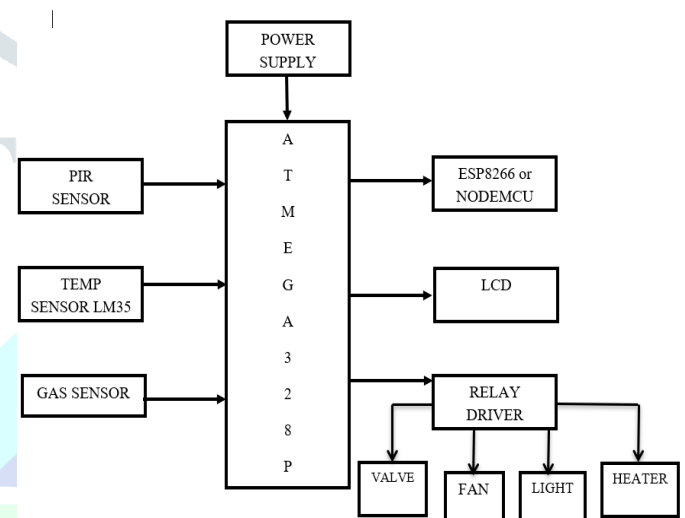 POWER
SUPPLY
A
T
M
E
G
A
3
2
8
P
PIR
SENSOR
TEMP
SENSOR LM35
GAS SENSOR
ESP8266 or
NODEMCU
LCD
RELAY
DRIVER
VALVE
FAN
LIGHT
HEATER